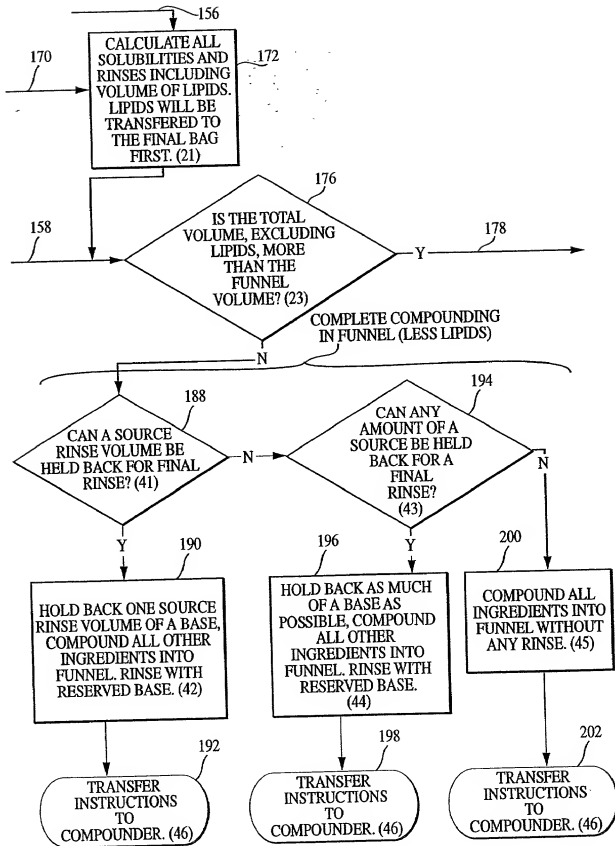 156
CALCULATE ALL
SOLUBILITIES AND
RINSES INCLUDING
VOLUME OF LIPIDS.
LIPIDS WILL BE
TRANSFERED TO
THE FINAL BAG
FIRST. (21)
170
172
176
IS THE TOTAL
VOLUME, EXCLUDING
LIPIDS, MORE
THAN THE
FUNNEL
VOLUME? (23)
158
Y
178
N
COMPLETE COMPOUNDING
IN FUNNEL (LESS LIPIDS)
188
CAN A SOURCE
RINSE VOLUME BE
HELD BACK FOR FINAL
RINSE? (41)
N
Y
194
CAN ANY
AMOUNT OF A
SOURCE BE HELD
BACK FOR A
FINAL
RINSE?
(43)
N
Y
190
HOLD BACK ONE SOURCE
RINSE VOLUME OF A BASE,
COMPOUND ALL OTHER
INGREDIENTS INTO
FUNNEL. RINSE WITH
RESERVED BASE. (42)
196
HOLD BACK AS MUCH
OF A BASE AS
POSSIBLE, COMPOUND
ALL OTHER
INGREDIENTS INTO
FUNNEL. RINSE WITH
RESERVED BASE.
(44)
200
COMPOUND ALL
INGREDIENTS INTO
FUNNEL WITHOUT
ANY RINSE. (45)
192
TRANSFER
INSTRUCTIONS
TO
COMPOUNDER. (46)
198
TRANSFER
INSTRUCTIONS
TO
COMPOUNDER. (46)
202
TRANSFER
INSTRUCTIONS
TO
COMPOUNDER. (46)